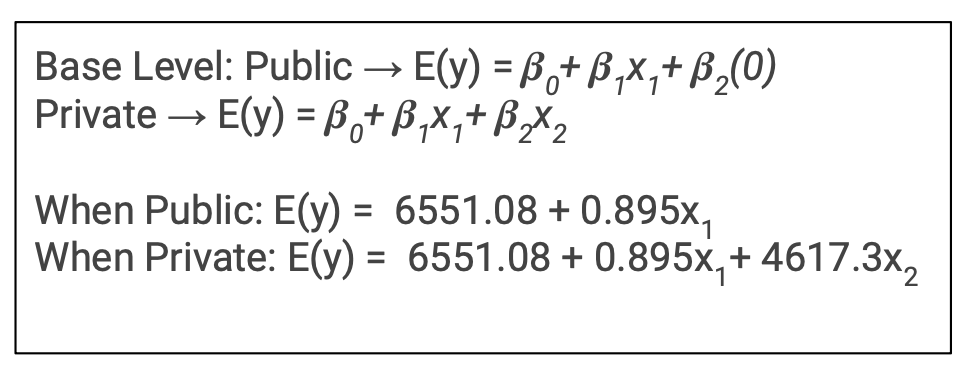 Base Level: Public → E(y) = β₀+ β₁x₁+ β₂(0)
Private → E(y) = β₀+ β₁x₁+ β₂x₂
When Public: E(y) = 6551.08 + 0.895x₁
When Private: E(y) = 6551.08 + 0.895x₁+ 4617.3x₂